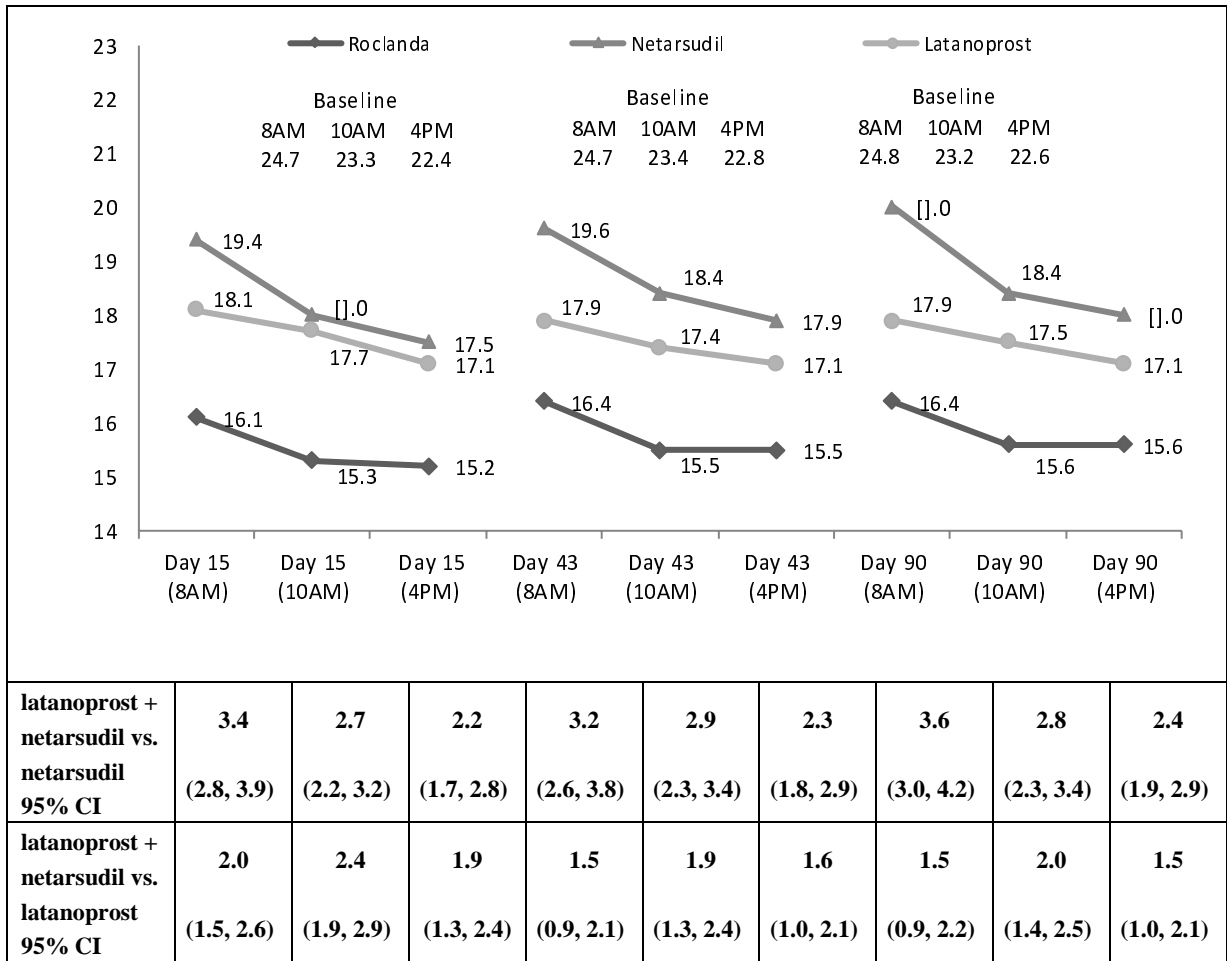 Roclanda Netarsudil Latanoprost
23
22
21
20
19
18
17
16
15
14
Baseline
8AM 10AM 4PM
24.7 23.3 22.4
Baseline
8AM 10AM 4PM
24.7 23.4 22.8
Baseline
8AM 10AM 4PM
24.8 23.2 22.6
19.4 [].0 17.5
18.1 17.7 17.1
16.1 15.3 15.2
19.6 18.4 17.9
17.9 17.4 17.1
16.4 15.5 15.5
[].0 18.4 [].0
17.9 17.5 17.1
16.4 15.6 15.6
Day 15 Day 15 Day 15 Day 43 Day 43 Day 43 Day 90 Day 90 Day 90
(8AM) (10AM) (4PM) (8AM) (10AM) (4PM) (8AM) (10AM) (4PM)
latanoprost +
netarsudil vs.
netarsudil
95% CI
3.4 2.7 2.2 3.2 2.9 2.3 3.6 2.8 2.4
(2.8, 3.9) (2.2, 3.2) (1.7, 2.8) (2.6, 3.8) (2.3, 3.4) (1.8, 2.9) (3.0, 4.2) (2.3, 3.4) (1.9, 2.9)
latanoprost +
netarsudil vs.
latanoprost
95% CI
2.0 2.4 1.9 1.5 1.9 1.6 1.5 2.0 1.5
(1.5, 2.6) (1.9, 2.9) (1.3, 2.4) (0.9, 2.1) (1.3, 2.4) (1.0, 2.1) (0.9, 2.2) (1.4, 2.5) (1.0, 2.1)